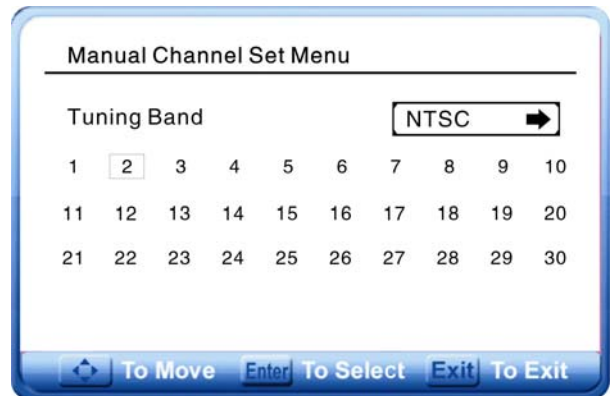 Manual Channel Set Menu
Tuning Band NTSC
1 2 3 4 5 6 7 8 9 10
11 12 13 14 15 16 17 18 19 20
21 22 23 24 25 26 27 28 29 30
To Move Enter To Select Exit To Exit